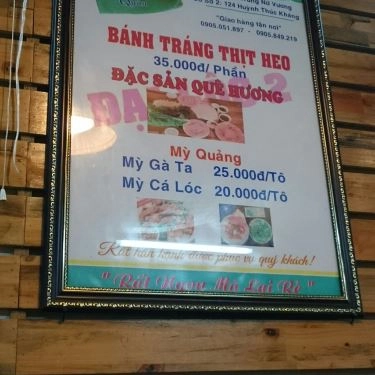 Số 2: 124 Huỳnh Thúc Kháng
"Giao hàng tận nơi"
0905.051.897 - 0905.849.219
BÁNH TRÁNG THỊT HEO
35.000đ/ Phần
ĐẶC SẢN QUÊ HƯƠNG
2
Mỳ Quảng
Mỳ Gà Ta 25.000đ/Tô
Mỳ Cá Lóc 20.000đ/Tô
Rất hân hạnh được phục vụ quý khách!
"Rất Ngon Mà Lại Rẻ"